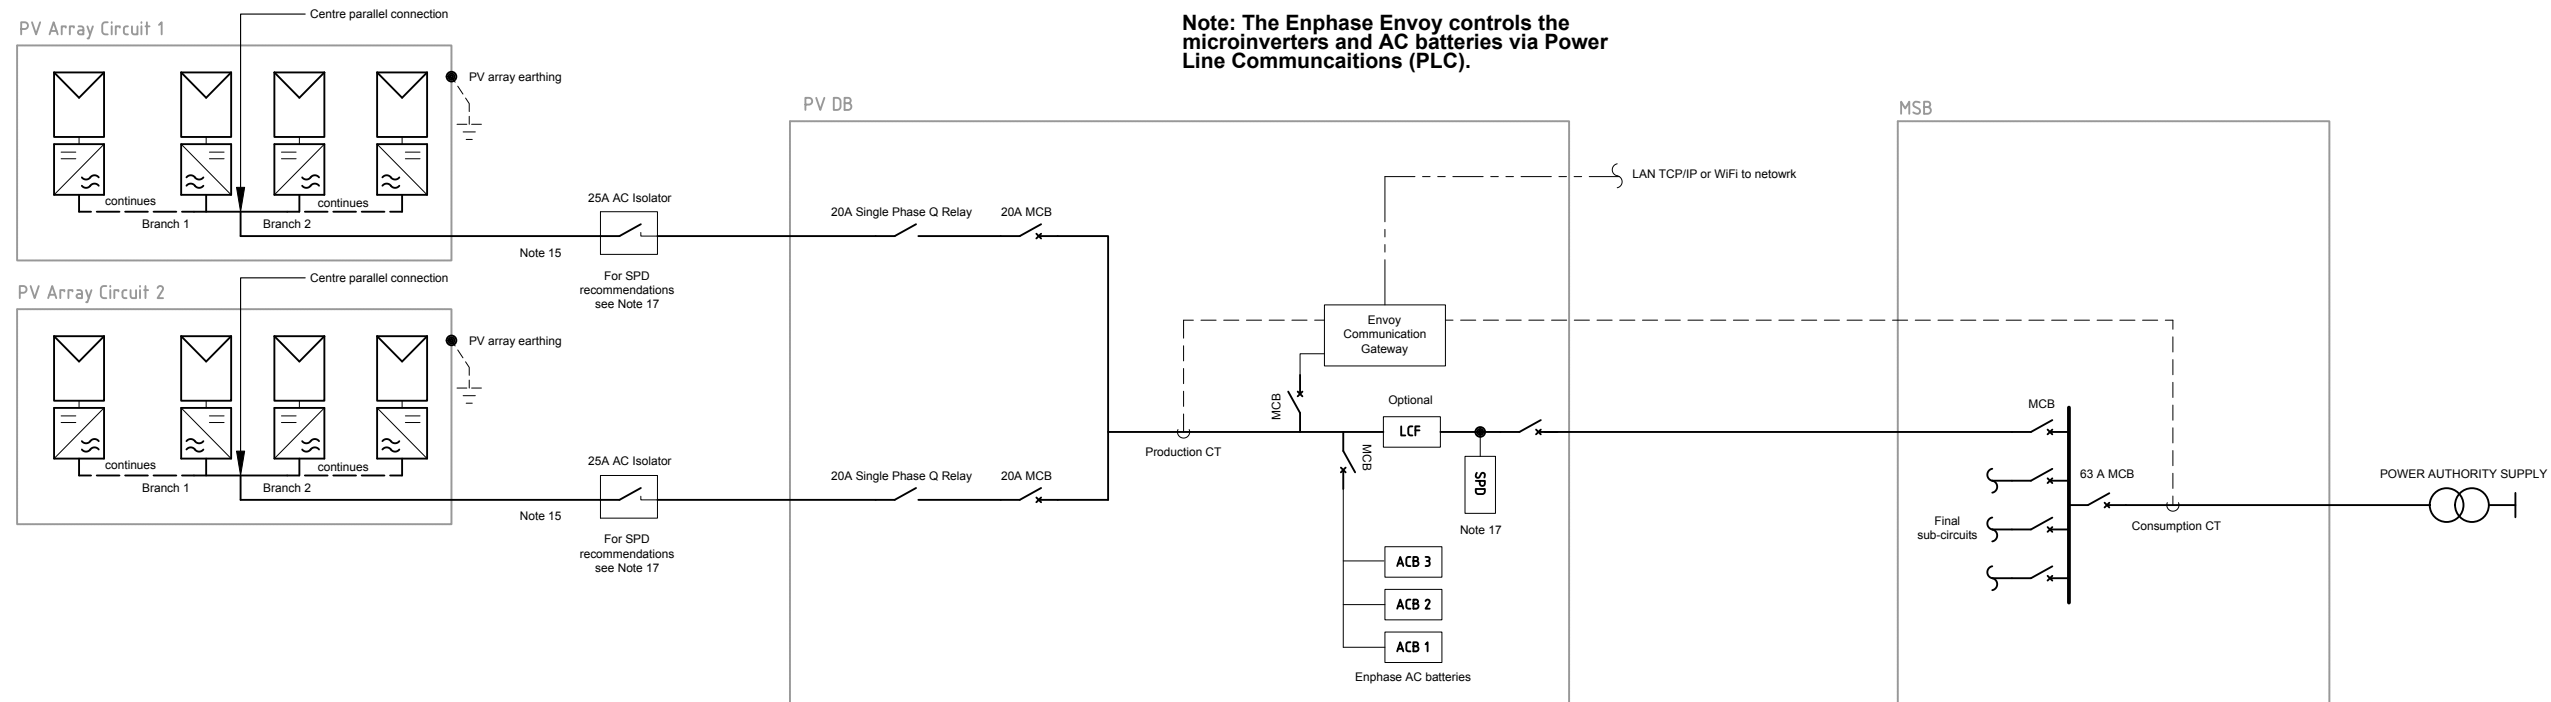 Centre parallel connection
PV Array Circuit 1
PV array earthing
continues
continues
Branch 1
Branch 2
Note 15
25A AC Isolator
For SPD
recommendations
see Note 17
Centre parallel connection
PV Array Circuit 2
PV array earthing
continues
continues
Branch 1
Branch 2
Note 15
25A AC Isolator
For SPD
recommendations
see Note 17
Note: The Enphase Envoy controls the
microinverters and AC batteries via Power
Line Communcaitions (PLC).
PV DB
20A Single Phase Q Relay
20A MCB
20A Single Phase Q Relay
20A MCB
LAN TCP/IP or WiFi to netowrk
Envoy
Communication
Gateway
MCB
Optional
LCF
Production CT
MCB
SPD
Note 17
ACB 3
ACB 2
ACB 1
Enphase AC batteries
MSB
MCB
63 A MCB
Final
sub-circuits
Consumption CT
POWER AUTHORITY SUPPLY